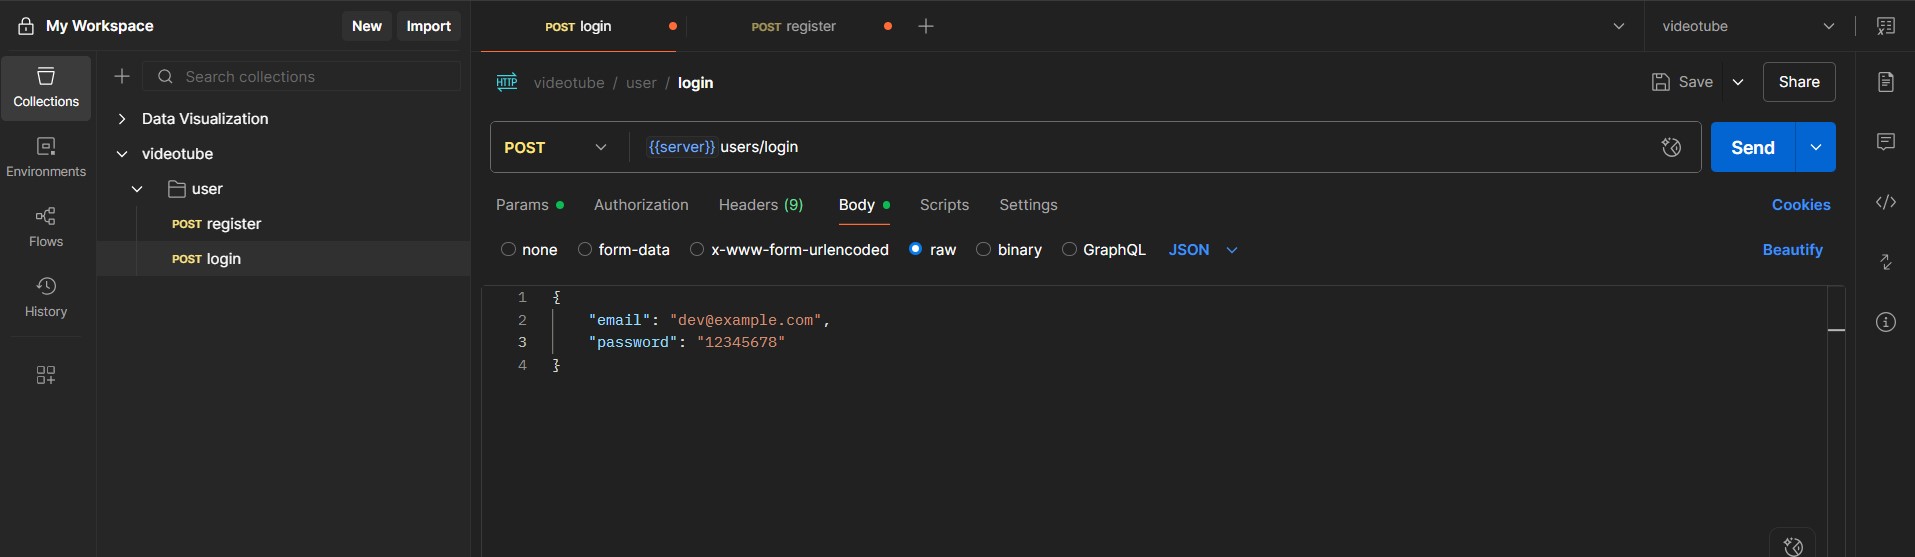 My Workspace New Import
POST login POST register videotube
Collections
Environments
Flows
History
Search collections
Data Visualization
videotube
user
POST register
POST login
HTTP videotube / user / login Save Share
POST {{server}} users/login Send
Params Authorization Headers (9) Body Scripts Settings Cookies
none form-data x-www-form-urlencoded raw binary GraphQL JSON Beautify
1 {
2 "email": "dev@example.com",
3 "password": "12345678"
4 }